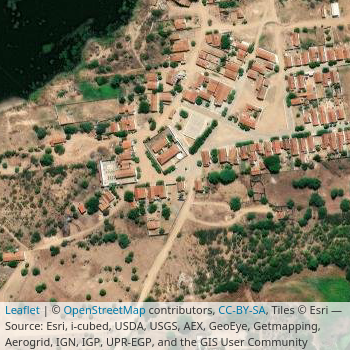 Leaflet | © OpenStreetMap contributors, CC-BY-SA, Tiles © Esri —
Source: Esri, i-cubed, USDA, USGS, AEX, GeoEye, Getmapping,
Aerogrid, IGN, IGP, UPR-EGP, and the GIS User Community